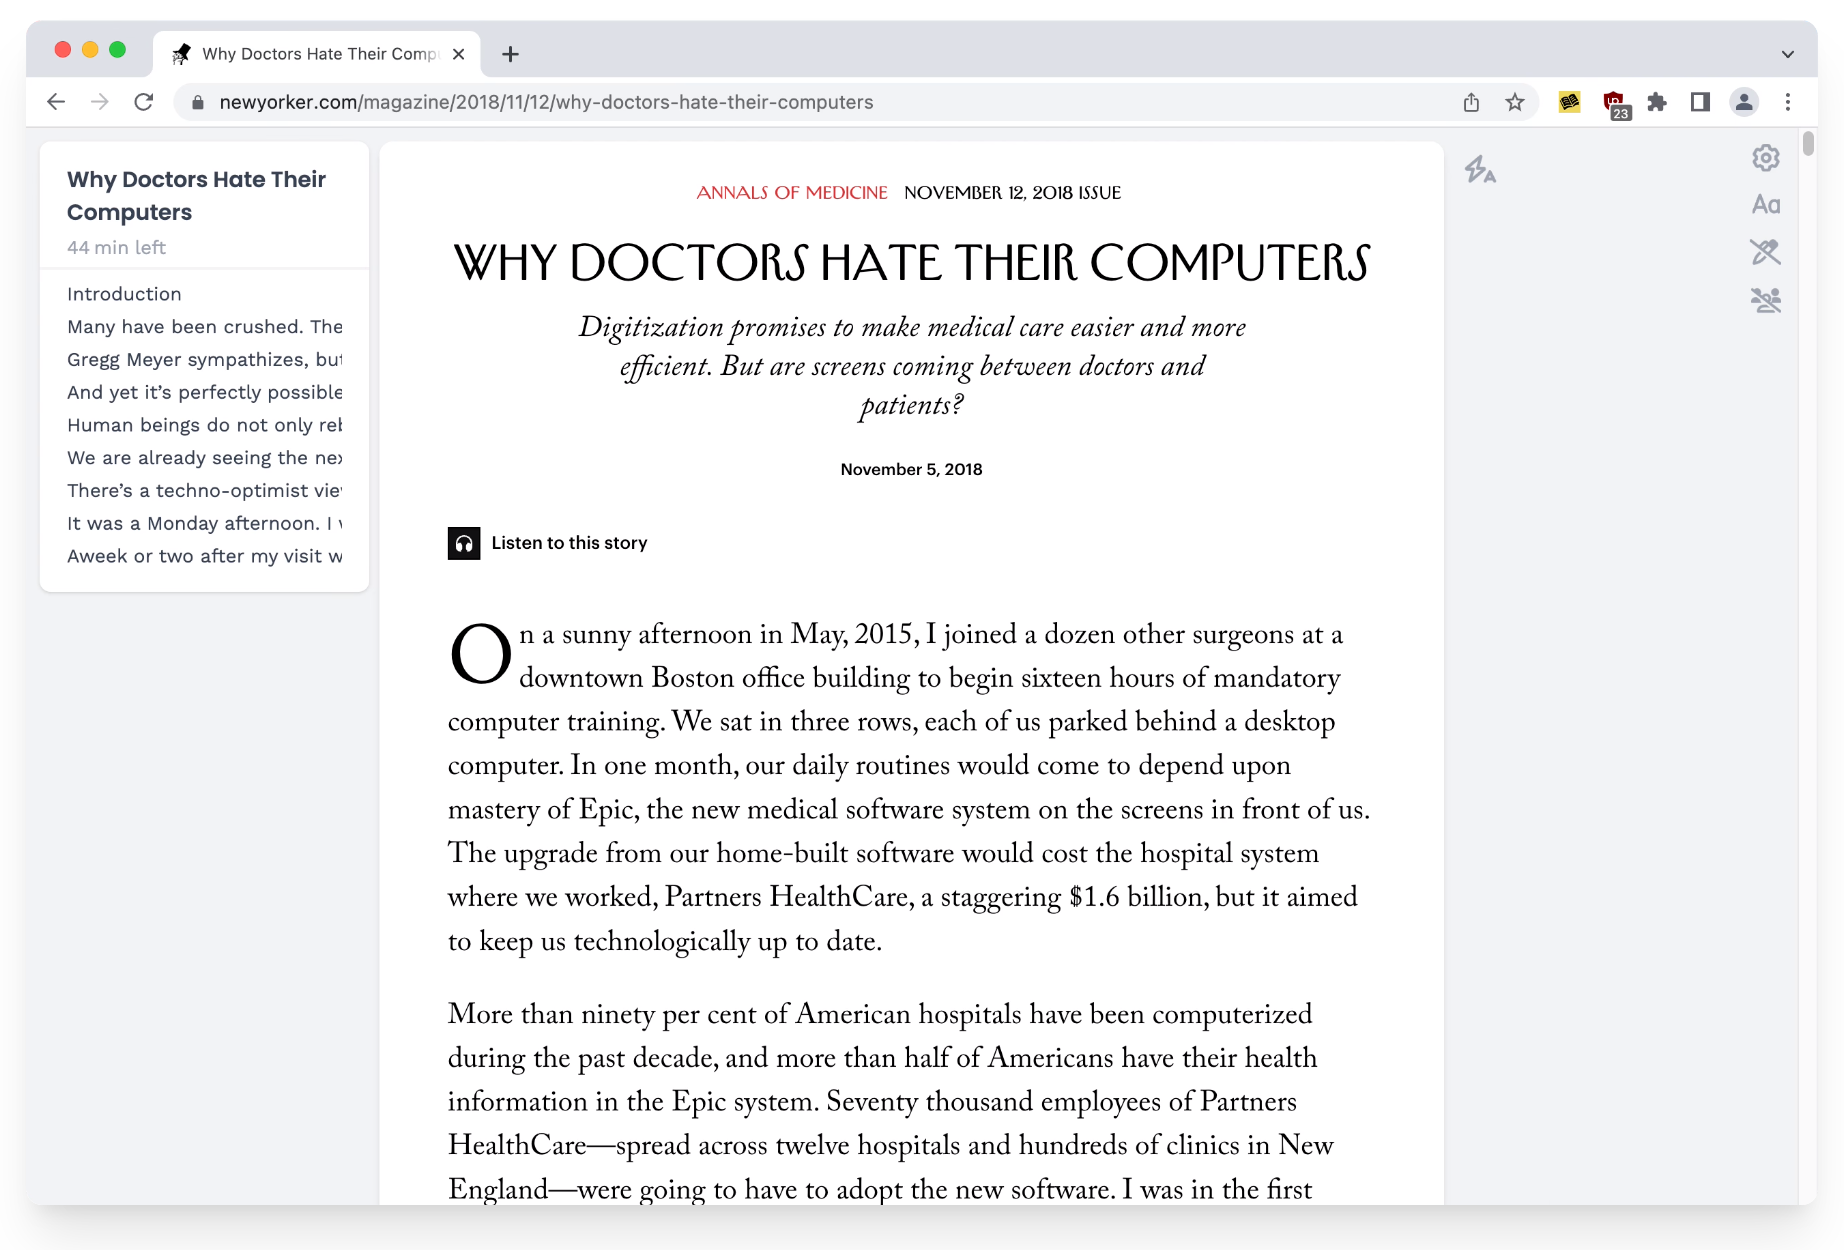 Why Doctors Hate Their Comp
newyorker.com/magazine/2018/11/12/why-doctors-hate-their-computers
23
Why Doctors Hate Their
Computers
44 min left
Introduction
Many have been crushed. The
Gregg Meyer sympathizes, but
And yet it’s perfectly possible
Human beings do not only reb
We are already seeing the nex
There’s a techno-optimist view
It was a Monday afternoon. I w
Aweek or two after my visit w
ANNALS OF MEDICINE NOVEMBER 12, 2018 ISSUE
WHY DOCTORS HATE THEIR COMPUTERS
Digitization promises to make medical care easier and more
efficient. But are screens coming between doctors and
patients?
November 5, 2018
Listen to this story
On a sunny afternoon in May, 2015, I joined a dozen other surgeons at a
downtown Boston office building to begin sixteen hours of mandatory
computer training. We sat in three rows, each of us parked behind a desktop
computer. In one month, our daily routines would come to depend upon
mastery of Epic, the new medical software system on the screens in front of us.
The upgrade from our home-built software would cost the hospital system
where we worked, Partners HealthCare, a staggering $1.6 billion, but it aimed
to keep us technologically up to date.
More than ninety per cent of American hospitals have been computerized
during the past decade, and more than half of Americans have their health
information in the Epic system. Seventy thousand employees of Partners
HealthCare—spread across twelve hospitals and hundreds of clinics in New
England—were going to have to adopt the new software. I was in the first
A
Aa